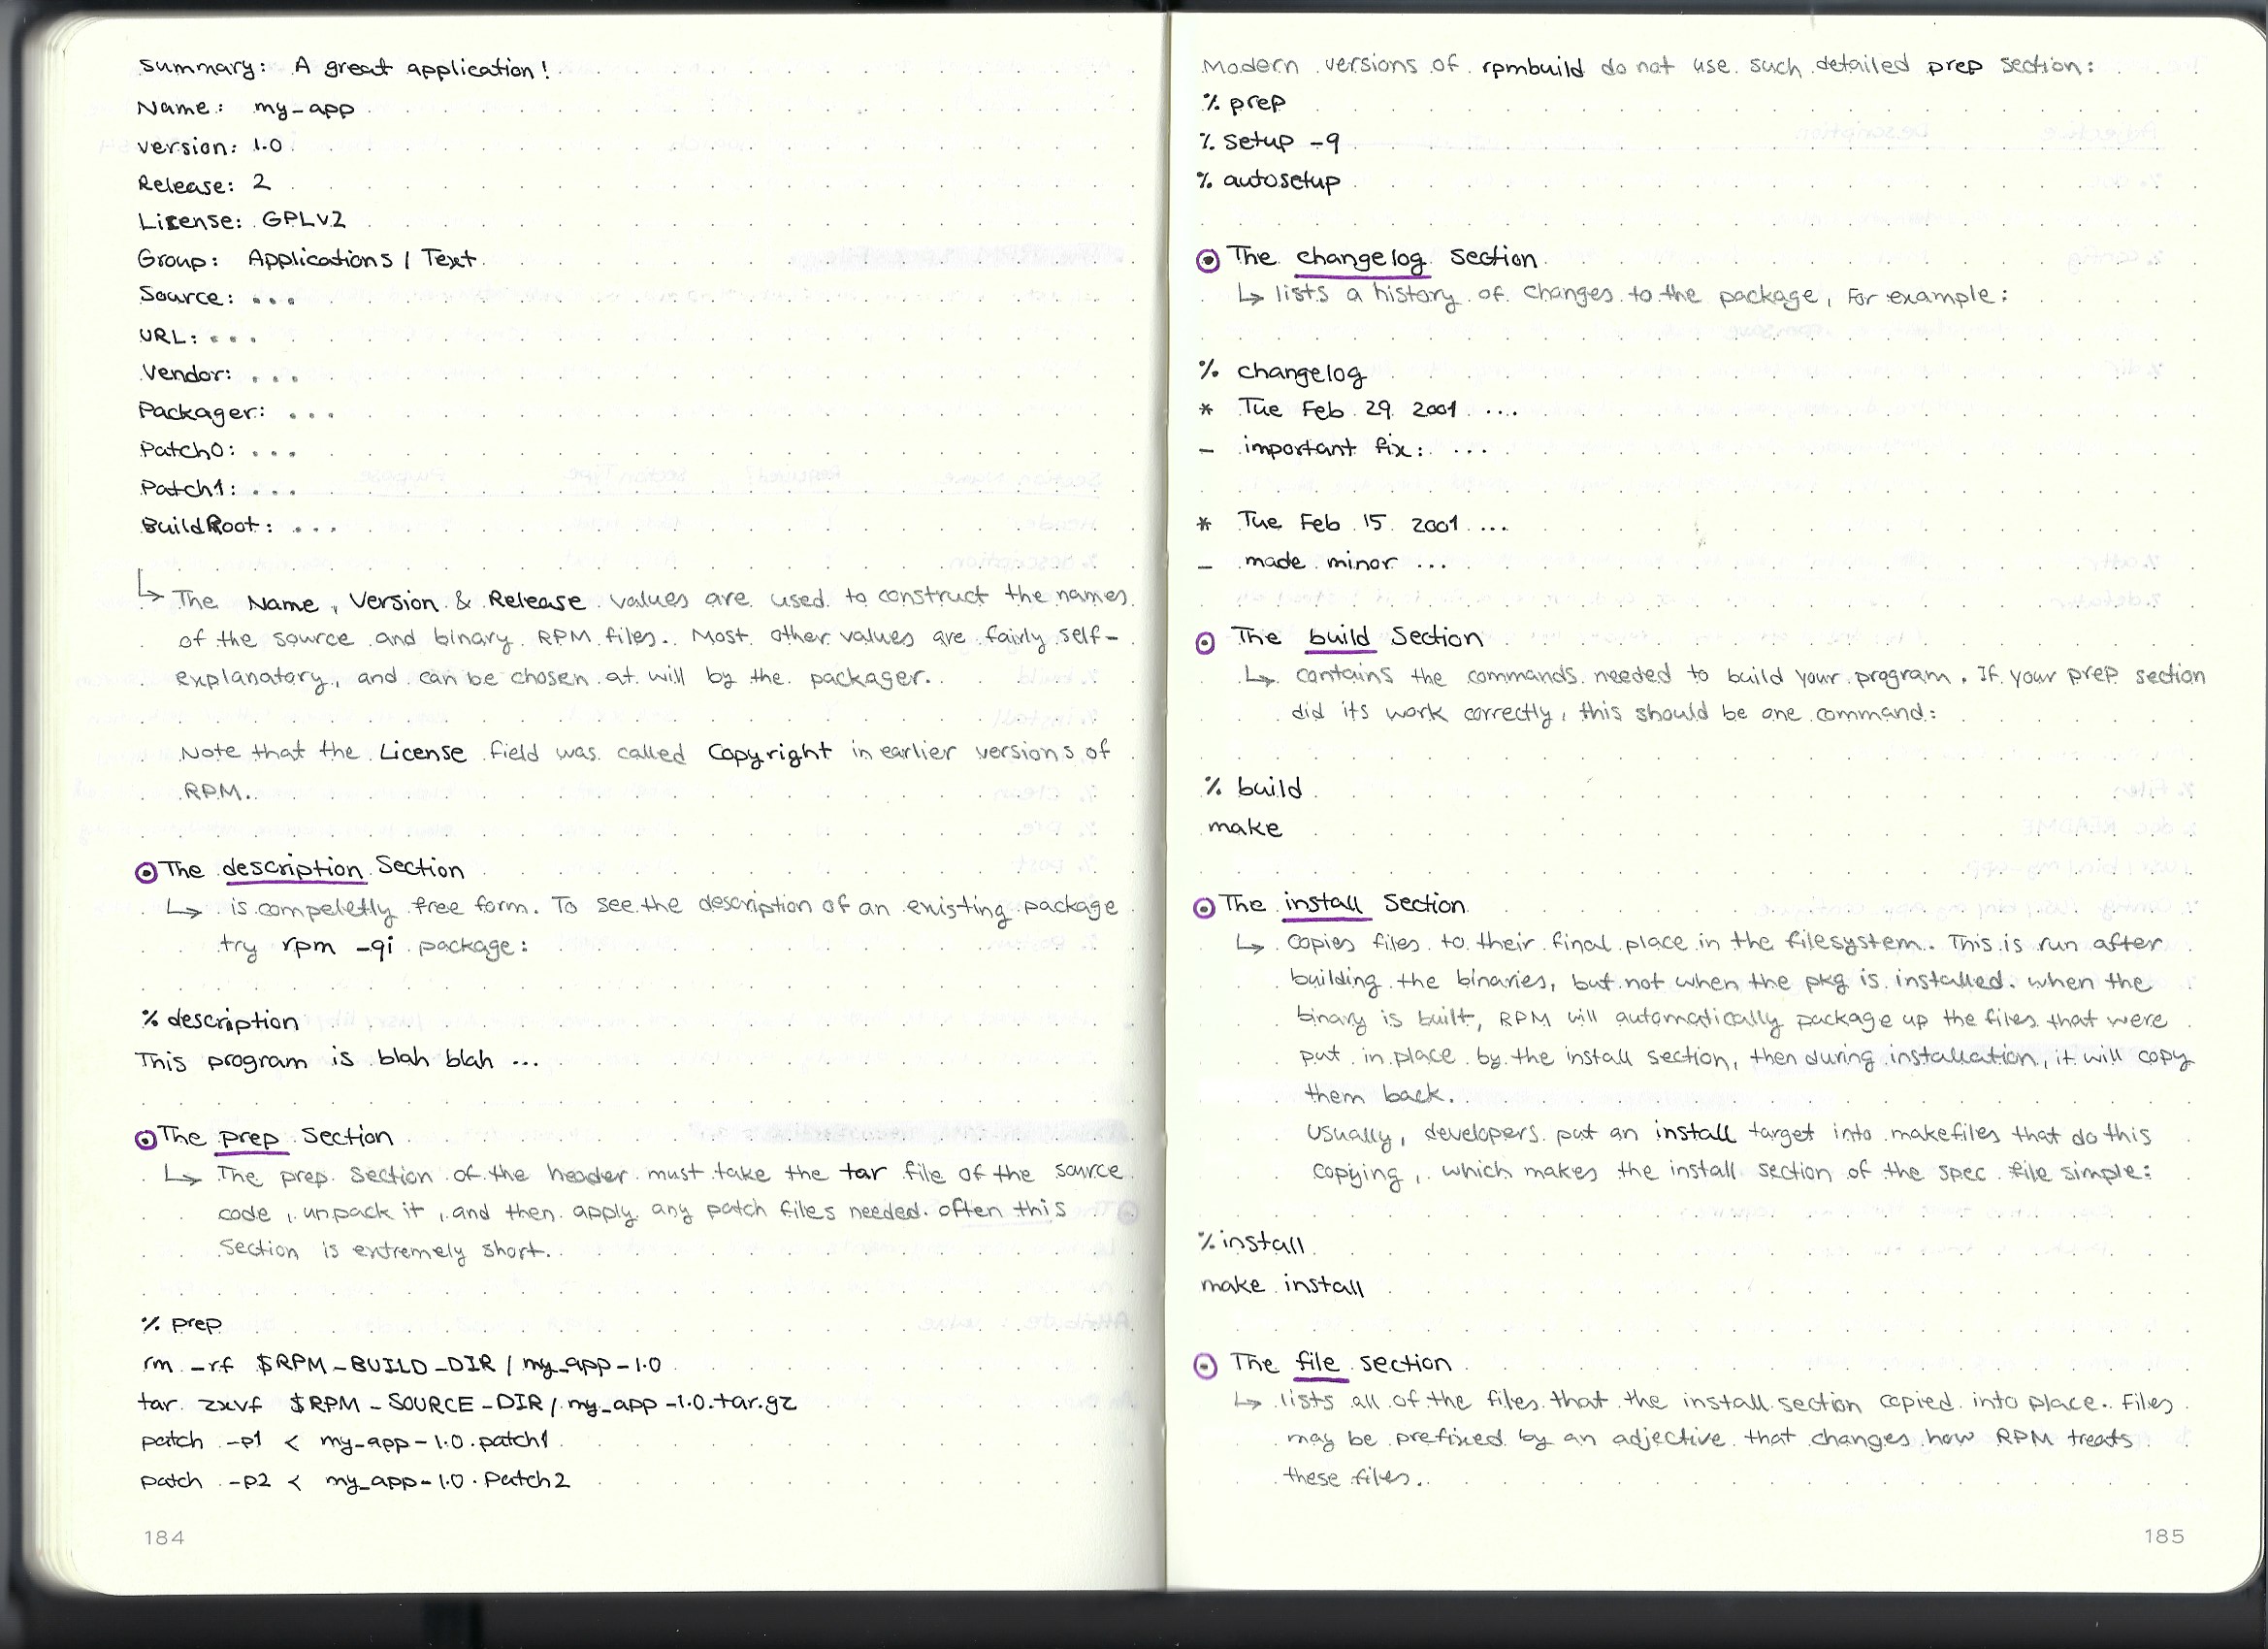 Summary: A great application!
Name: my_app
version: 1.0
Release: 2
License: GPLv2
Group: Applications / Text
Source: ...
URL: ...
Vendor: ...
Packager: ...
Patch0: ...
Patch1: ...
BuildRoot: ...
↳ The Name, Version & Release values are used to construct the names
of the source and binary RPM files. Most other values are fairly self-
explanatory, and can be chosen at will by the packager.
Note that the License field was called Copyright in earlier versions of
RPM.
⊙ The description Section
↳ is compeletly free form. To see the description of an existing package
try rpm -qi package:
% description
This program is blah blah ...
⊙ The prep Section
↳ The prep section of the header must take the tar file of the source
code, unpack it, and then apply any patch files needed. often this
Section is extremely short.
% prep
rm -rf $RPM_BUILD_DIR / my_app-1.0
tar zxvf $RPM_SOURCE_DIR / my_app-1.0.tar.gz
patch -p1 < my_app-1.0.patch1
patch -p2 < my_app-1.0.patch2
184
Modern versions of rpmbuild do not use such detailed prep section:
% prep
% setup -q
% autosetup
⊙ The changelog Section
↳ lists a history of changes to the package, For example:
% changelog
* Tue Feb 29 2001 ....
- important fix: ...
* Tue Feb 15 2001 ...
- made minor ...
⊙ The build Section
↳ contains the commands needed to build your program. If your prep section
did its work correctly, this should be one command:
% build
make
⊙ The install Section
↳ copies files to their final place in the filesystem. This is run after
building the binaries, but not when the pkg is installed. when the
binary is built, RPM will automatically package up the files that were
put in place by the install section, then during installation, it will copy
them back.
Usually, developers put an install target into makefiles that do this
copying, which makes the install section of the spec file simple:
% install
make install
⊙ The file section
↳ lists all of the files that the install section copied into place. Files
may be prefixed by an adjective that changes how RPM treats
these files.
185